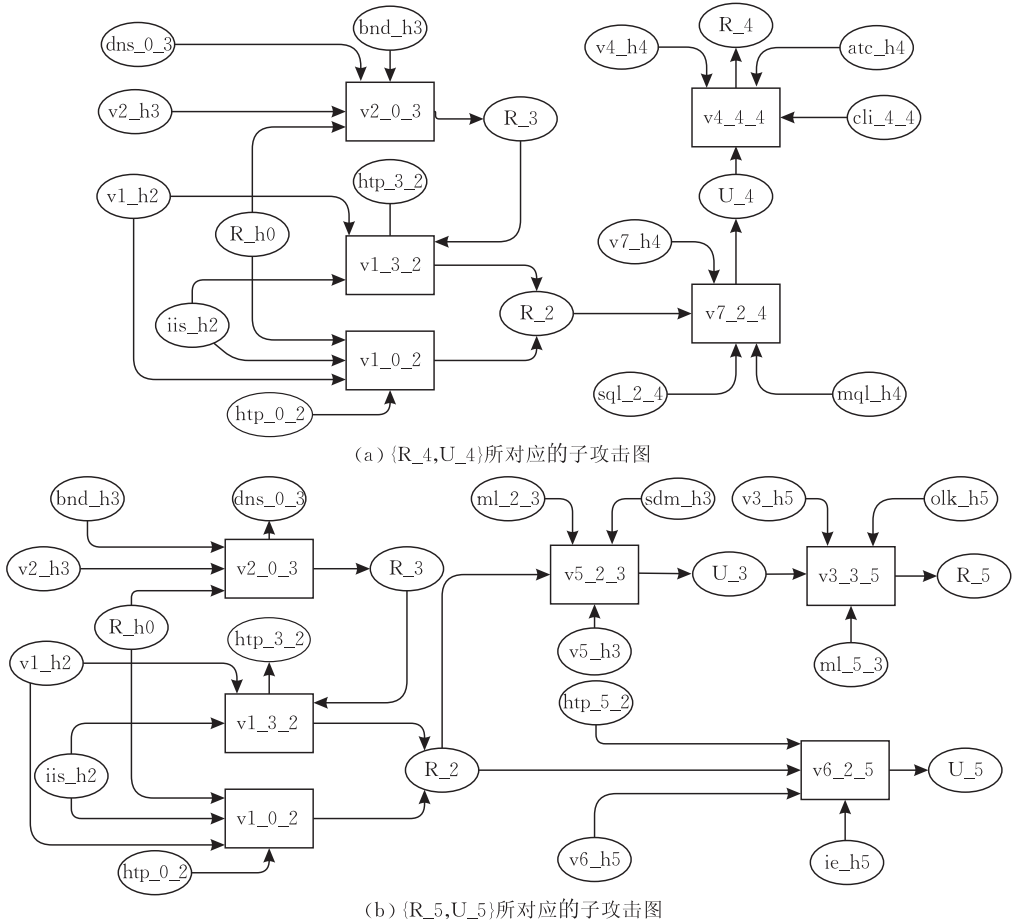 dns_0_3
bnd_h3
v2_h3
v2_0_3
R_3
v1_h2
htp_3_2
R_h0
v1_3_2
iis_h2
R_2
v1_0_2
htp_0_2
R_4
v4_h4
atc_h4
v4_4_4
cli_4_4
U_4
v7_h4
v7_2_4
sql_2_4
mql_h4
(a) {R_4,U_4}所对应的子攻击图
bnd_h3
dns_0_3
v2_h3
v2_0_3
R_3
R_h0
htp_3_2
v1_h2
v1_3_2
iis_h2
R_2
v1_0_2
htp_0_2
ml_2_3
sdm_h3
v5_2_3
U_3
v5_h3
v3_h5
olk_h5
v3_3_5
R_5
ml_5_3
htp_5_2
v6_2_5
U_5
v6_h5
ie_h5
(b) {R_5,U_5}所对应的子攻击图